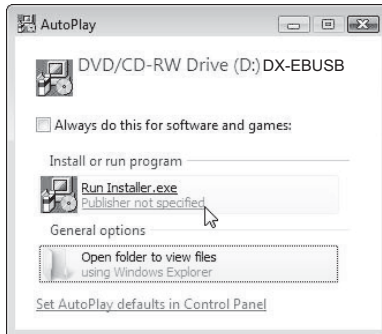 AutoPlay
DVD/CD-RW Drive (D:) DX-EBUSB
Always do this for software and games:
Install or run program
Run Installer.exe
Publisher not specified
General options
Open folder to view files
using Windows Explorer
Set AutoPlay defaults in Control Panel